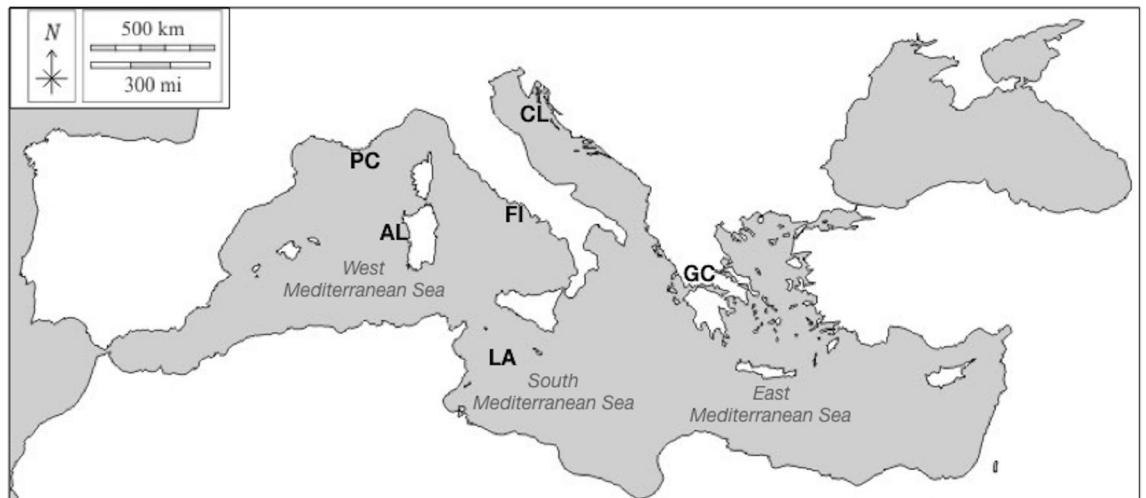 N
500 km
300 mi
CL
PC
FI
AL
West
Mediterranean Sea
GC
LA
South
Mediterranean Sea
East
Mediterranean Sea